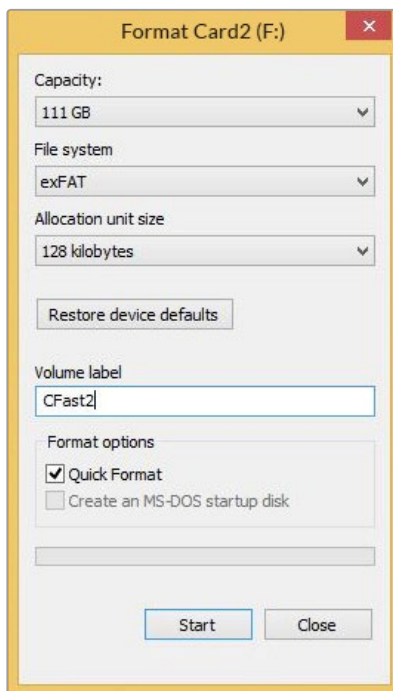 Format Card2 (F:)
Capacity:
111 GB
File system
exFAT
Allocation unit size
128 kilobytes
Restore device defaults
Volume label
CFast2
Format options
Quick Format
Create an MS-DOS startup disk
Start Close